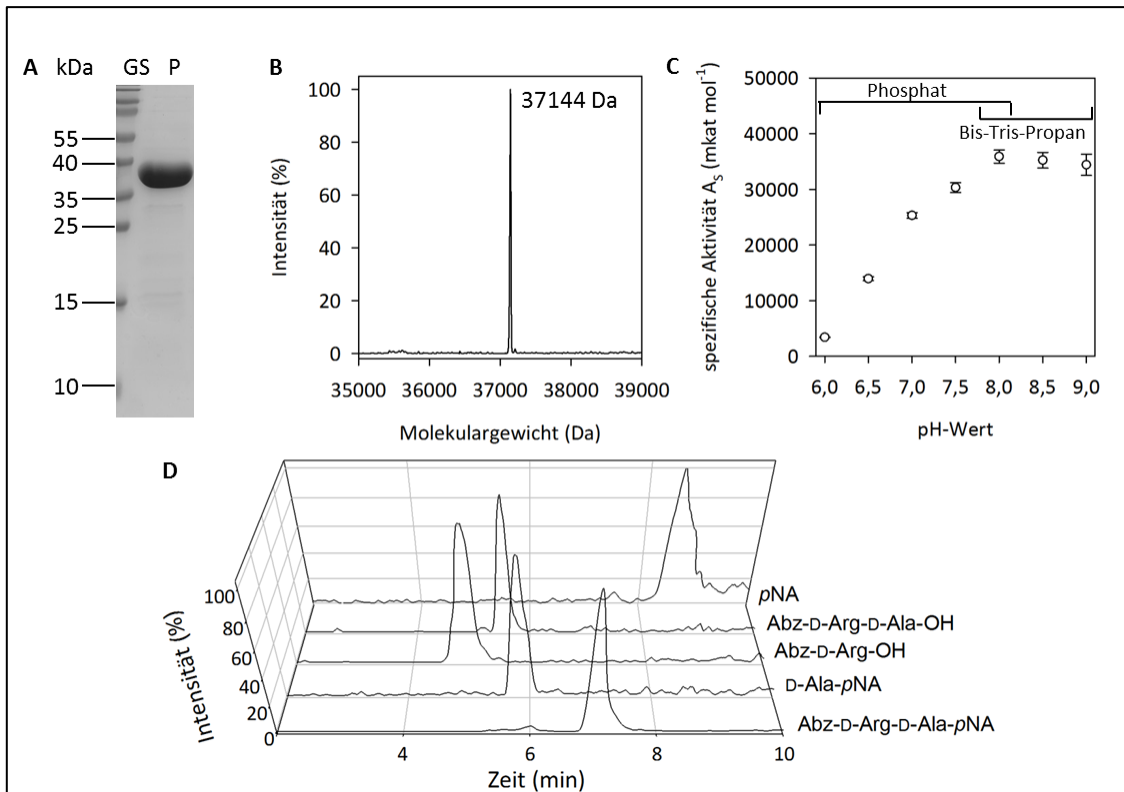 A kDa GS P
55
40
35
25
15
10
B
37144 Da
100
80
60
40
20
0
Intensität (%)
35000 36000 37000 38000 39000
Molekulargewicht (Da)
C
50000
40000
30000
20000
10000
0
spezifische Aktivität A_S (mkat mol⁻¹)
Phosphat
Bis-Tris-Propan
6,0 6,5 7,0 7,5 8,0 8,5 9,0
pH-Wert
D
100
80
60
40
20
0
Intensität (%)
pNA
Abz-D-Arg-D-Ala-OH
Abz-D-Arg-OH
D-Ala-pNA
Abz-D-Arg-D-Ala-pNA
2 4 6 8 10
Zeit (min)